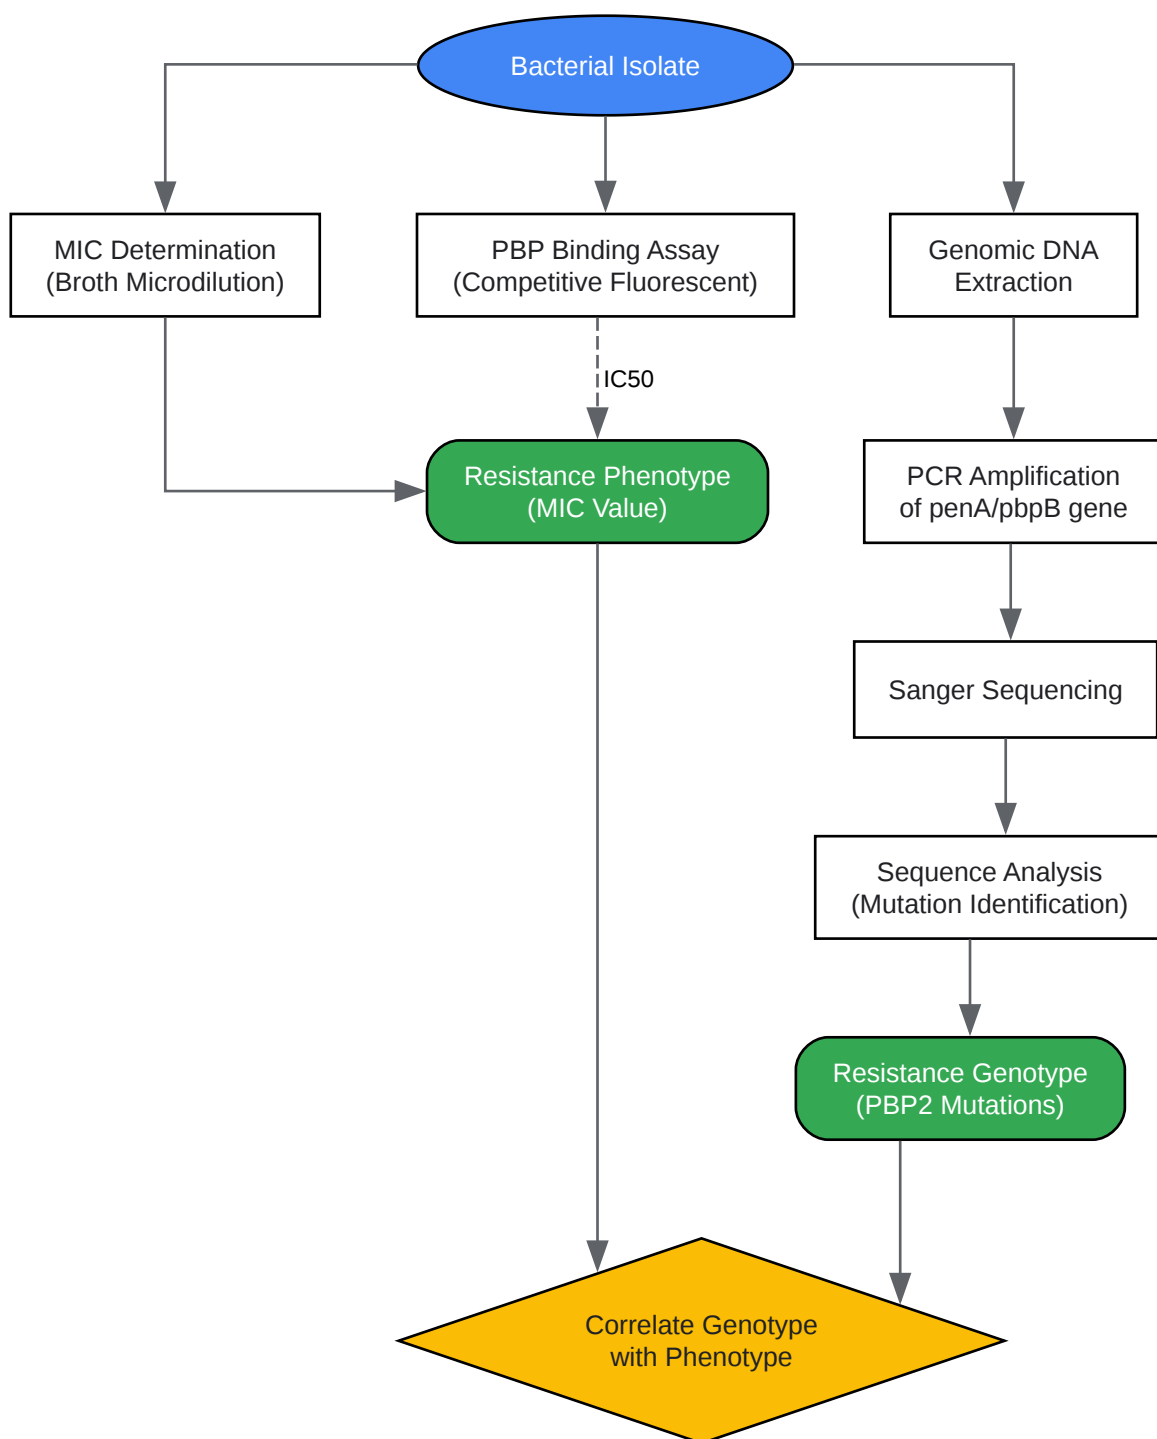 Bacterial Isolate
MIC Determination
(Broth Microdilution)
PBP Binding Assay
(Competitive Fluorescent)
Genomic DNA
Extraction
IC50
Resistance Phenotype
(MIC Value)
PCR Amplification
of penA/pbpB gene
Sanger Sequencing
Sequence Analysis
(Mutation Identification)
Resistance Genotype
(PBP2 Mutations)
Correlate Genotype
with Phenotype